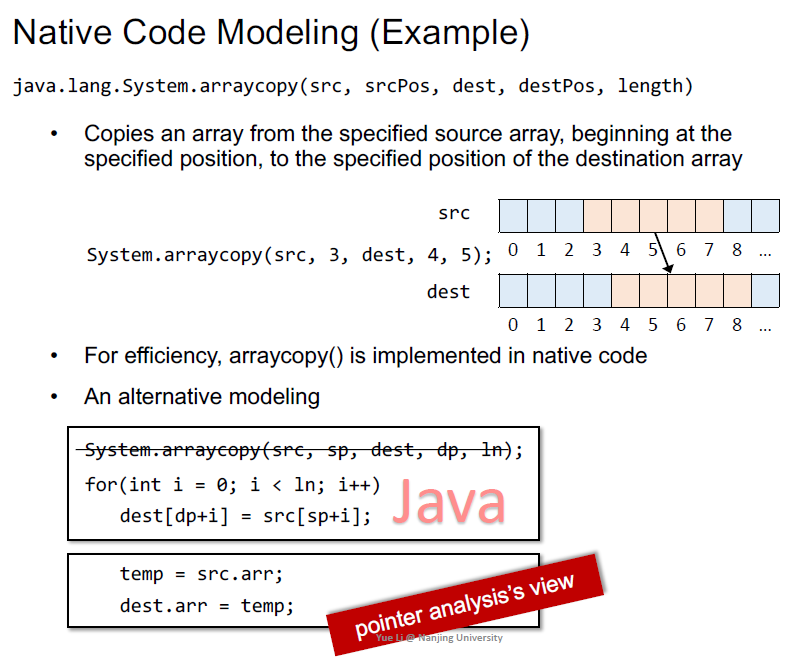 Native Code Modeling (Example)
java.lang.System.arraycopy(src, srcPos, dest, destPos, length)
• Copies an array from the specified source array, beginning at the
specified position, to the specified position of the destination array
src
0 1 2 3 4 5 6 7 8 ...
System.arraycopy(src, 3, dest, 4, 5);
dest
0 1 2 3 4 5 6 7 8 ...
• For efficiency, arraycopy() is implemented in native code
• An alternative modeling
System.arraycopy(src, sp, dest, dp, ln);
for(int i = 0; i < ln; i++)
dest[dp+i] = src[sp+i];
Java
temp = src.arr;
dest.arr = temp;
pointer analysis's view
Yue Li @ Nanjing University